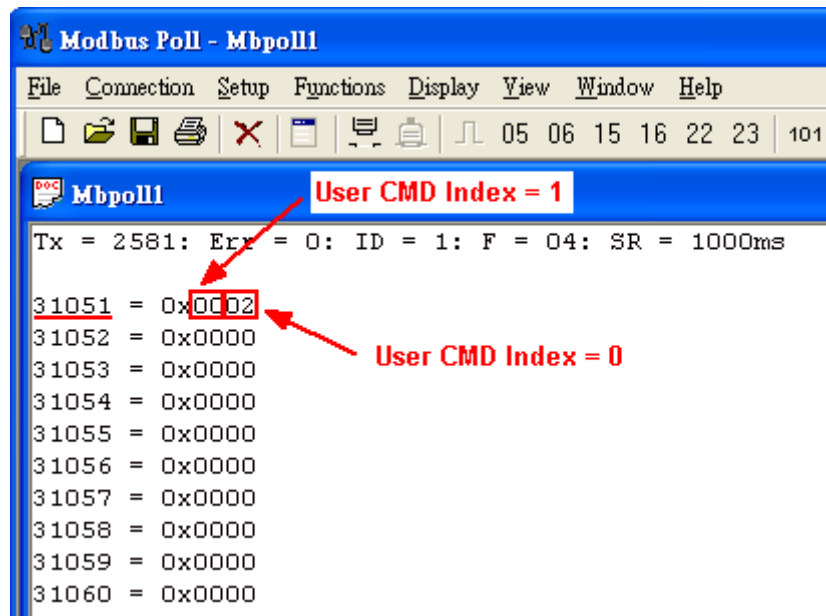 Modbus Poll - Mbpoll1
File Connection Setup Functions Display View Window Help
05 06 15 16 22 23 101
Mbpoll1
User CMD Index = 1
Tx = 2581: Err = 0: ID = 1: F = 04: SR = 1000ms
31051 = 0x0002
31052 = 0x0000
User CMD Index = 0
31053 = 0x0000
31054 = 0x0000
31055 = 0x0000
31056 = 0x0000
31057 = 0x0000
31058 = 0x0000
31059 = 0x0000
31060 = 0x0000